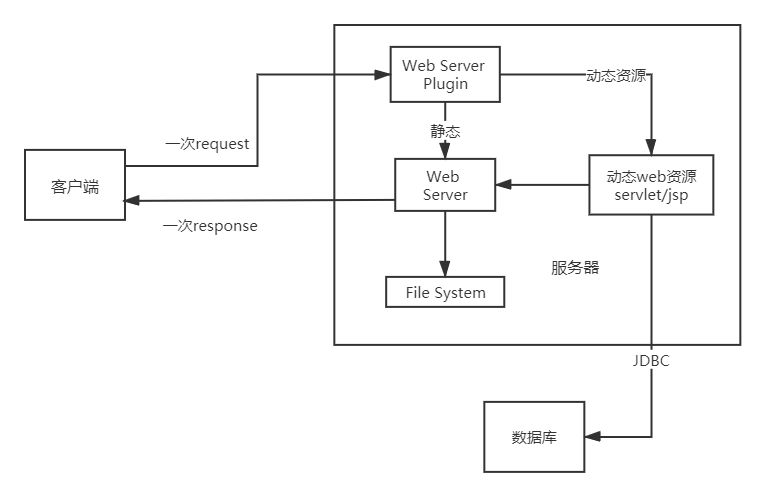 Web Server
Plugin
动态资源
静态
一次request
客户端
Web
Server
动态web资源
servlet/jsp
一次response
服务器
File System
JDBC
数据库